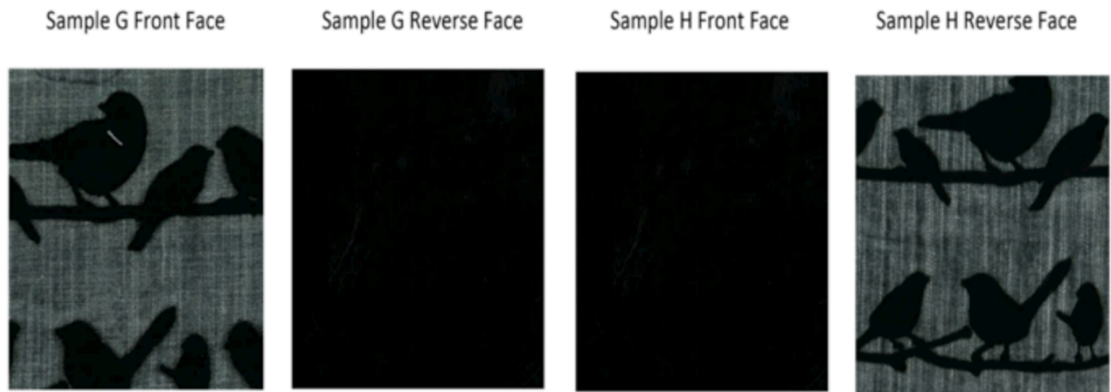 Sample G Front Face
Sample G Reverse Face
Sample H Front Face
Sample H Reverse Face